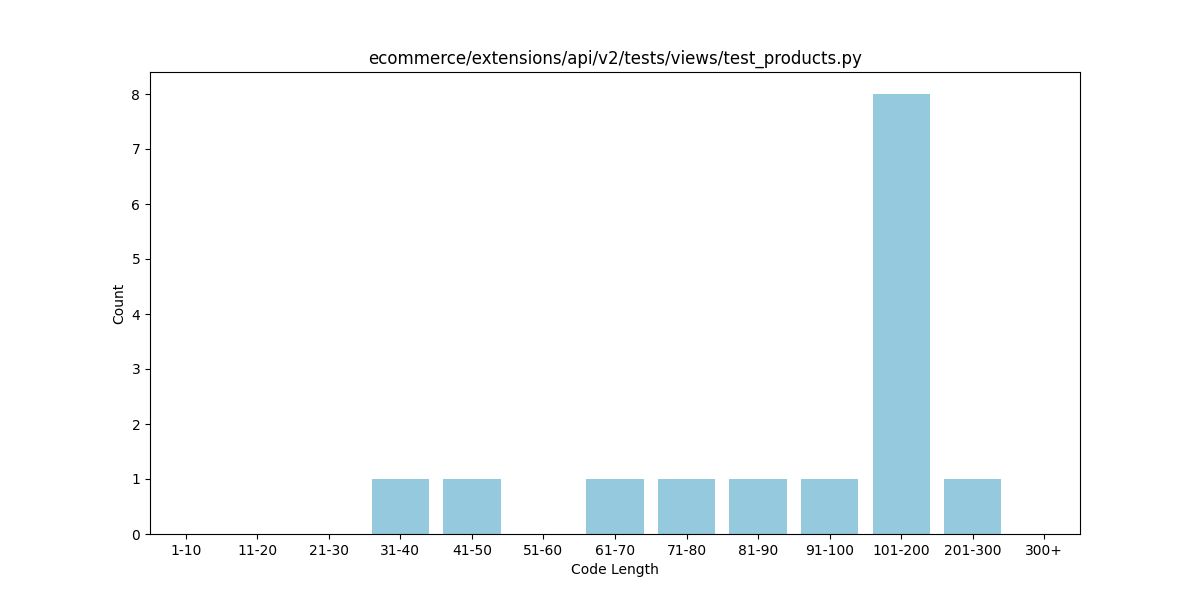 ecommerce/extensions/api/v2/tests/views/test_products.py
8
7
6
5
4
3
2
1
0
Count
1-10 11-20 21-30 31-40 41-50 51-60 61-70 71-80 81-90 91-100 101-200 201-300 300+
Code Length